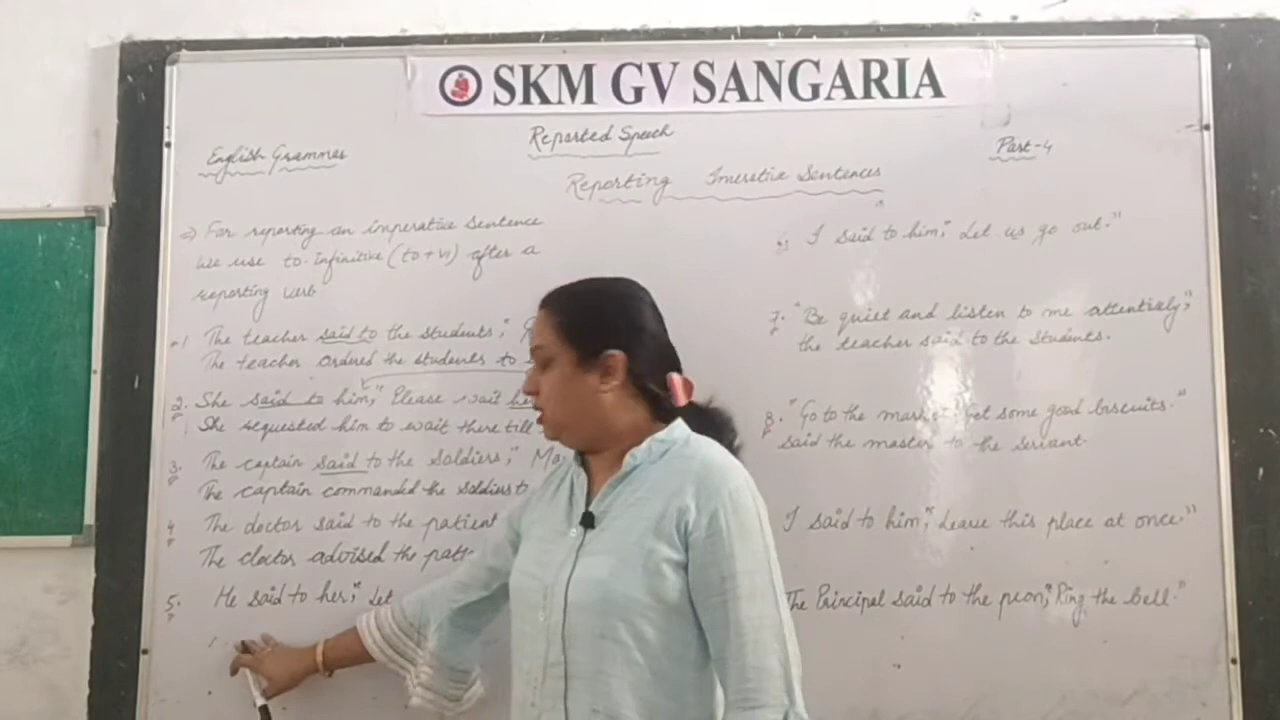 SKM GV SANGARIA
Reported Speech
English Grammar
Part-4
Reporting Imerative Sentences
=> For reporting an imperative sentence
we use to-infinitive (to+v1) after a
reporting verb
1 The teacher said to the students,"
The teacher ordered the students to
2. She said to him," Please wait
She requested him to wait there till
3. The captain said to the soldiers,"
The captain commanded the soldiers to
4 The doctor said to the patient
The doctor advised the
5. He said to her," Let
I said to him," Let us go out."
7. "Be quiet and listen to me attentively,"
the teacher said to the students.
8. "Go to the market get some good biscuits."
said the master to the servant.
I said to him," Leave this place at once."
The Principal said to the peon," Ring the bell."